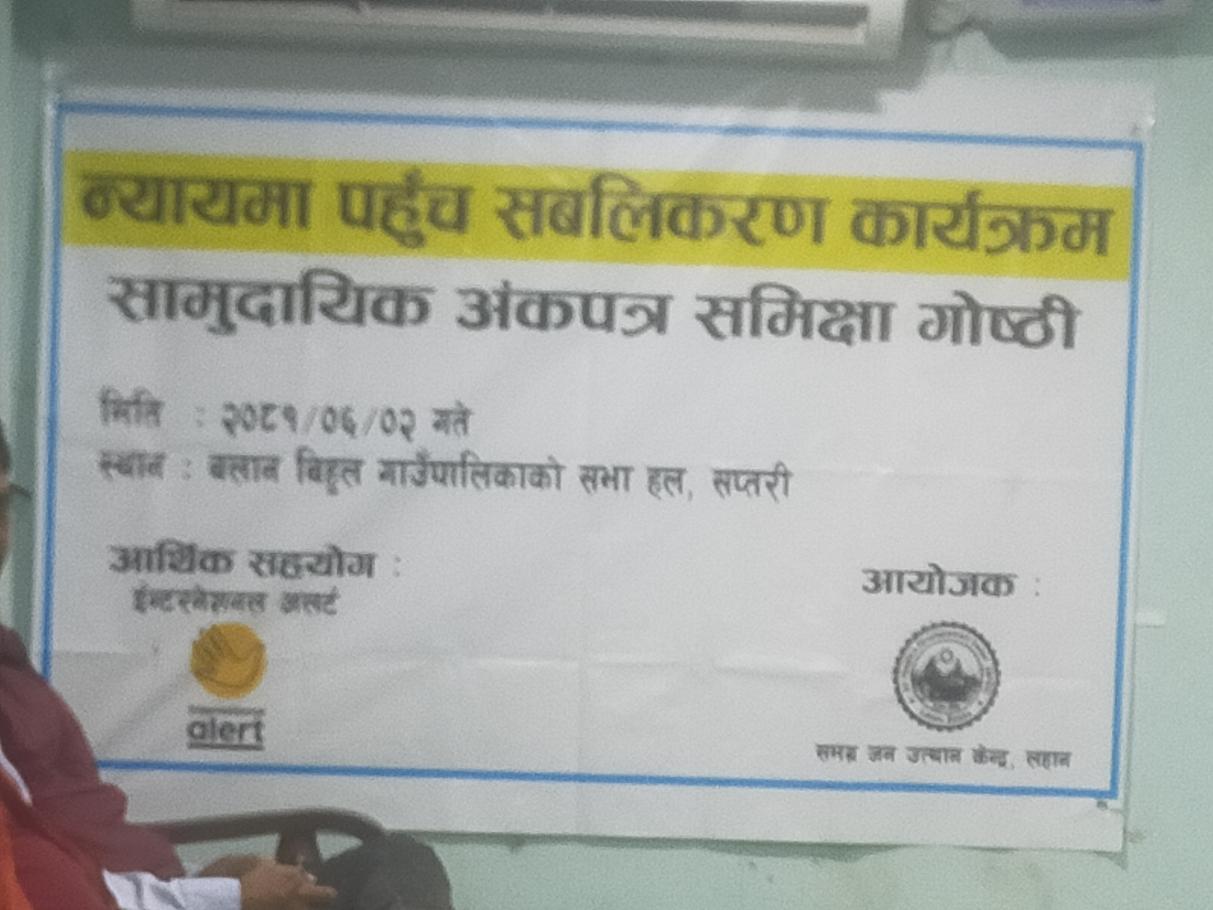 न्यायमा पहुँच सबलिकरण कार्यक्रम
सामुदायिक अंकपत्र समिक्षा गोष्ठी
मिति : २०८१/०६/०२ गते
स्थान : बलान बिहुल गाउँपालिकाको सभा हल, सप्तरी
आर्थिक सहयोग :
ईन्टरनेशनल अलर्ट
alert
आयोजक :
समग्र जन उत्थान केन्द्र, लहान